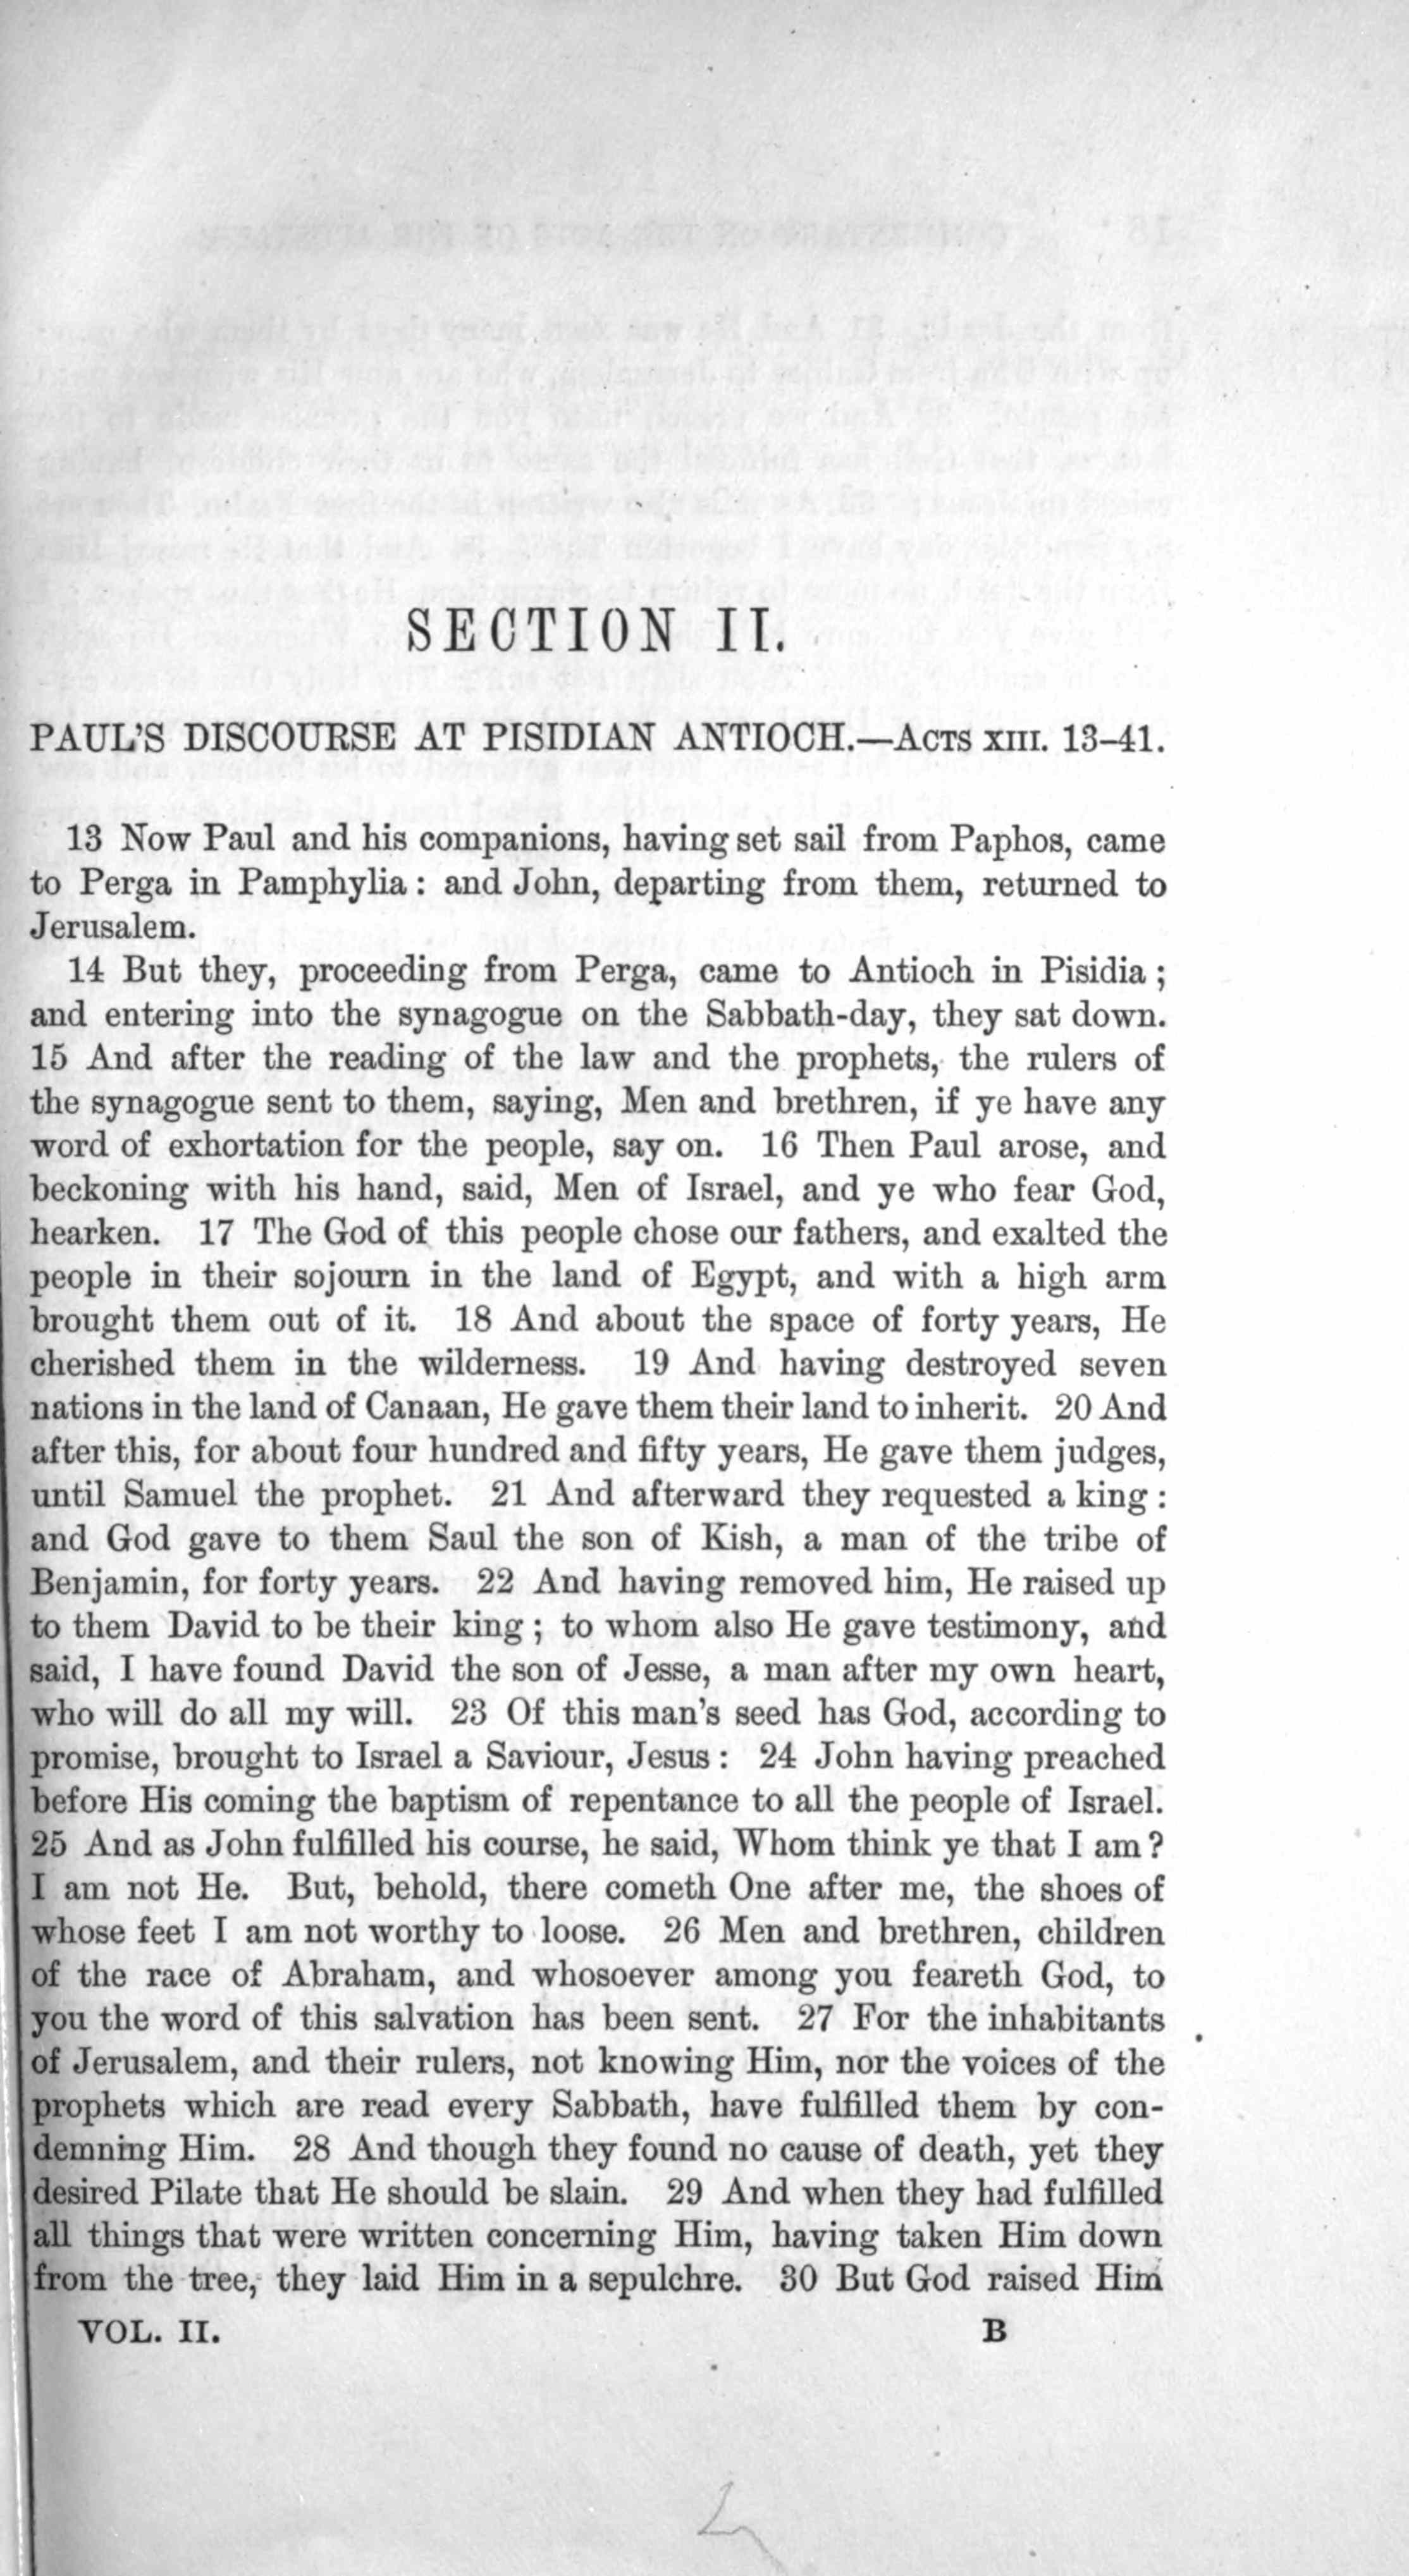 SECTION II.
PAUL'S DISCOURSE AT PISIDIAN ANTIOCH.—ACTS XIII. 13–41.
13 Now Paul and his companions, having set sail from Paphos, came
to Perga in Pamphylia : and John, departing from them, returned to
Jerusalem.
14 But they, proceeding from Perga, came to Antioch in Pisidia ;
and entering into the synagogue on the Sabbath-day, they sat down.
15 And after the reading of the law and the prophets, the rulers of
the synagogue sent to them, saying, Men and brethren, if ye have any
word of exhortation for the people, say on. 16 Then Paul arose, and
beckoning with his hand, said, Men of Israel, and ye who fear God,
hearken. 17 The God of this people chose our fathers, and exalted the
people in their sojourn in the land of Egypt, and with a high arm
brought them out of it. 18 And about the space of forty years, He
cherished them in the wilderness. 19 And having destroyed seven
nations in the land of Canaan, He gave them their land to inherit. 20 And
after this, for about four hundred and fifty years, He gave them judges,
until Samuel the prophet. 21 And afterward they requested a king :
and God gave to them Saul the son of Kish, a man of the tribe of
Benjamin, for forty years. 22 And having removed him, He raised up
to them David to be their king ; to whom also He gave testimony, and
said, I have found David the son of Jesse, a man after my own heart,
who will do all my will. 23 Of this man's seed has God, according to
promise, brought to Israel a Saviour, Jesus : 24 John having preached
before His coming the baptism of repentance to all the people of Israel.
25 And as John fulfilled his course, he said, Whom think ye that I am ?
I am not He. But, behold, there cometh One after me, the shoes of
whose feet I am not worthy to loose. 26 Men and brethren, children
of the race of Abraham, and whosoever among you feareth God, to
you the word of this salvation has been sent. 27 For the inhabitants
of Jerusalem, and their rulers, not knowing Him, nor the voices of the
prophets which are read every Sabbath, have fulfilled them by con-
demning Him. 28 And though they found no cause of death, yet they
desired Pilate that He should be slain. 29 And when they had fulfilled
all things that were written concerning Him, having taken Him down
from the tree, they laid Him in a sepulchre. 30 But God raised Him
VOL. II. B